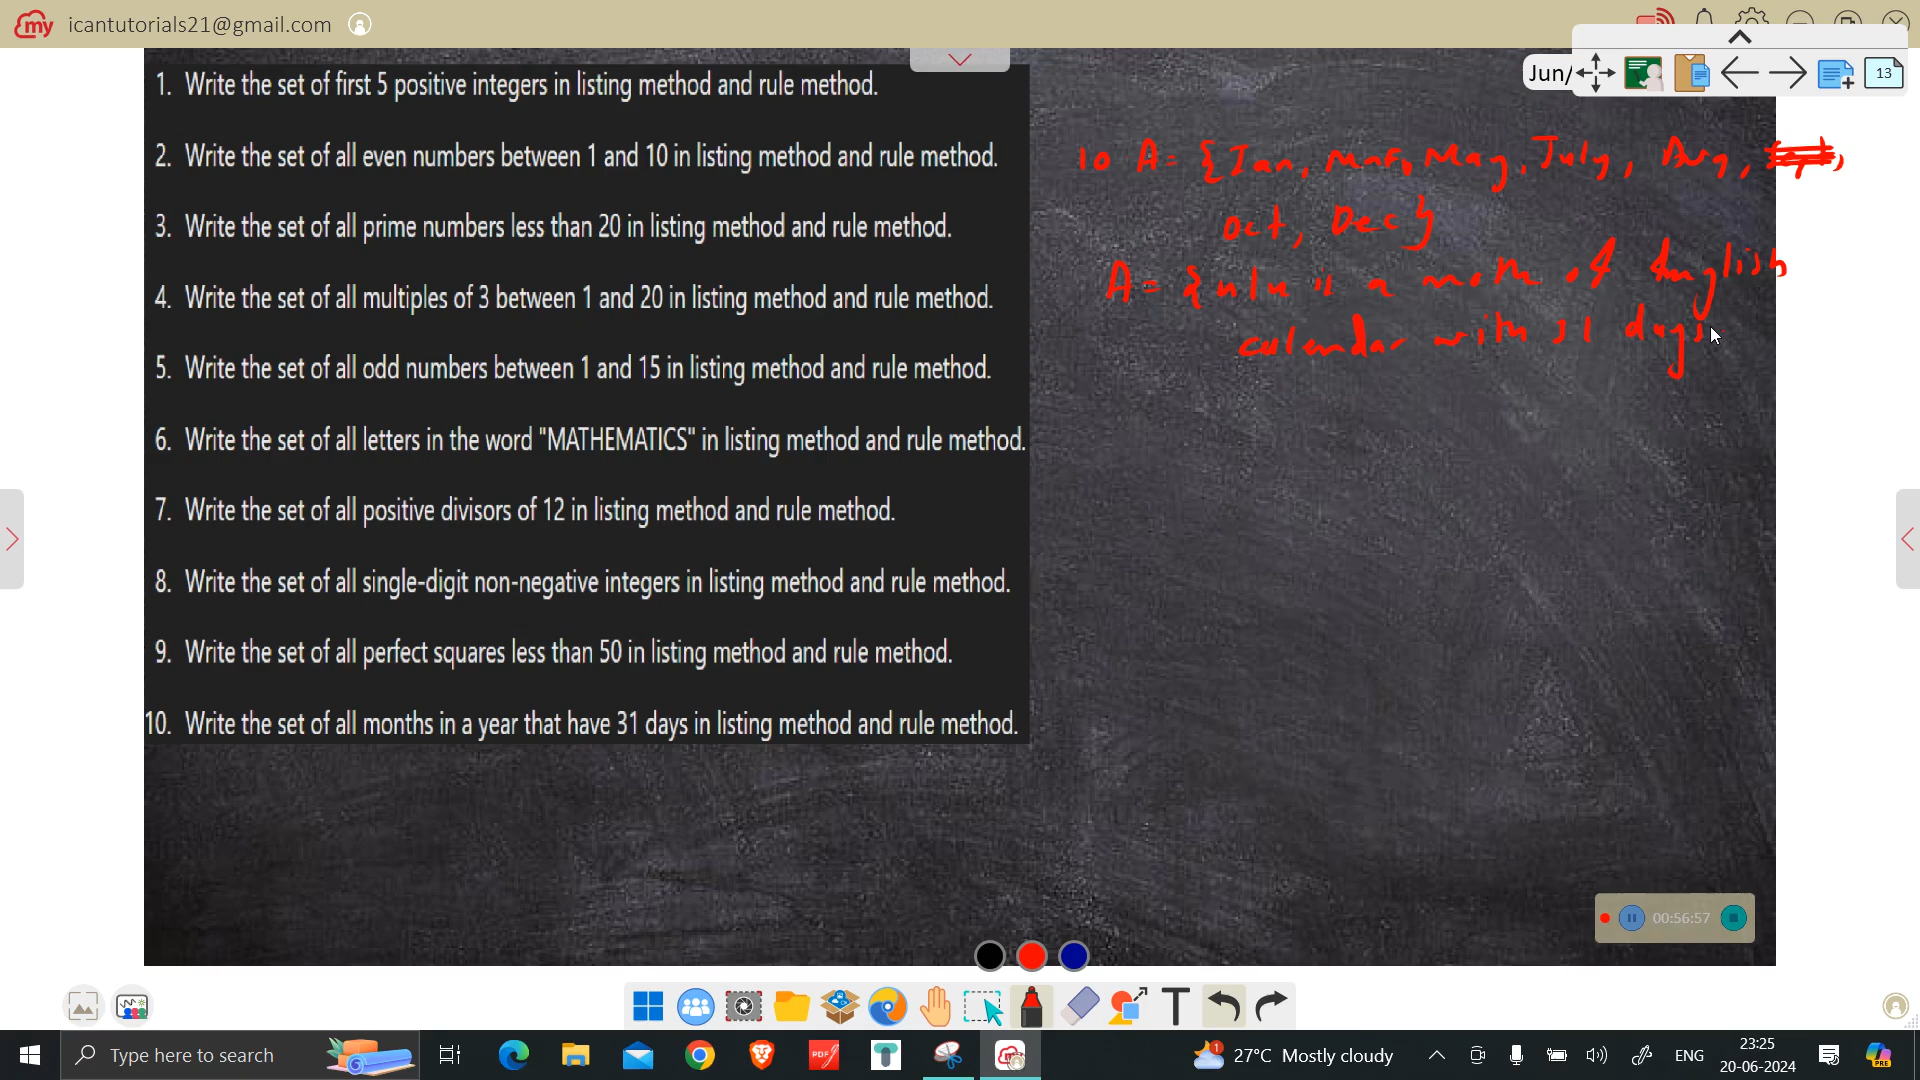 my icantutorials21@gmail.com
Jun/ 13
1. Write the set of first 5 positive integers in listing method and rule method.
2. Write the set of all even numbers between 1 and 10 in listing method and rule method.
3. Write the set of all prime numbers less than 20 in listing method and rule method.
4. Write the set of all multiples of 3 between 1 and 20 in listing method and rule method.
5. Write the set of all odd numbers between 1 and 15 in listing method and rule method.
6. Write the set of all letters in the word "MATHEMATICS" in listing method and rule method.
7. Write the set of all positive divisors of 12 in listing method and rule method.
8. Write the set of all single-digit non-negative integers in listing method and rule method.
9. Write the set of all perfect squares less than 50 in listing method and rule method.
10. Write the set of all months in a year that have 31 days in listing method and rule method.
10 A = {Jan, Mar, May, July, Aug,
Oct, Dec}
A = {x|x is a moth of English
calendar with 31 days
00:56:57
T
Type here to search
PDF
T
my
1
27°C Mostly cloudy
ENG
23:25
20-06-2024
PRE